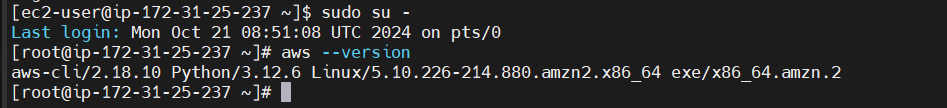 [ec2-user@ip-172-31-25-237 ~]$ sudo su -
Last login: Mon Oct 21 08:51:08 UTC 2024 on pts/0
[root@ip-172-31-25-237 ~]# aws --version
aws-cli/2.18.10 Python/3.12.6 Linux/5.10.226-214.880.amzn2.x86_64 exe/x86_64.amzn.2
[root@ip-172-31-25-237 ~]#